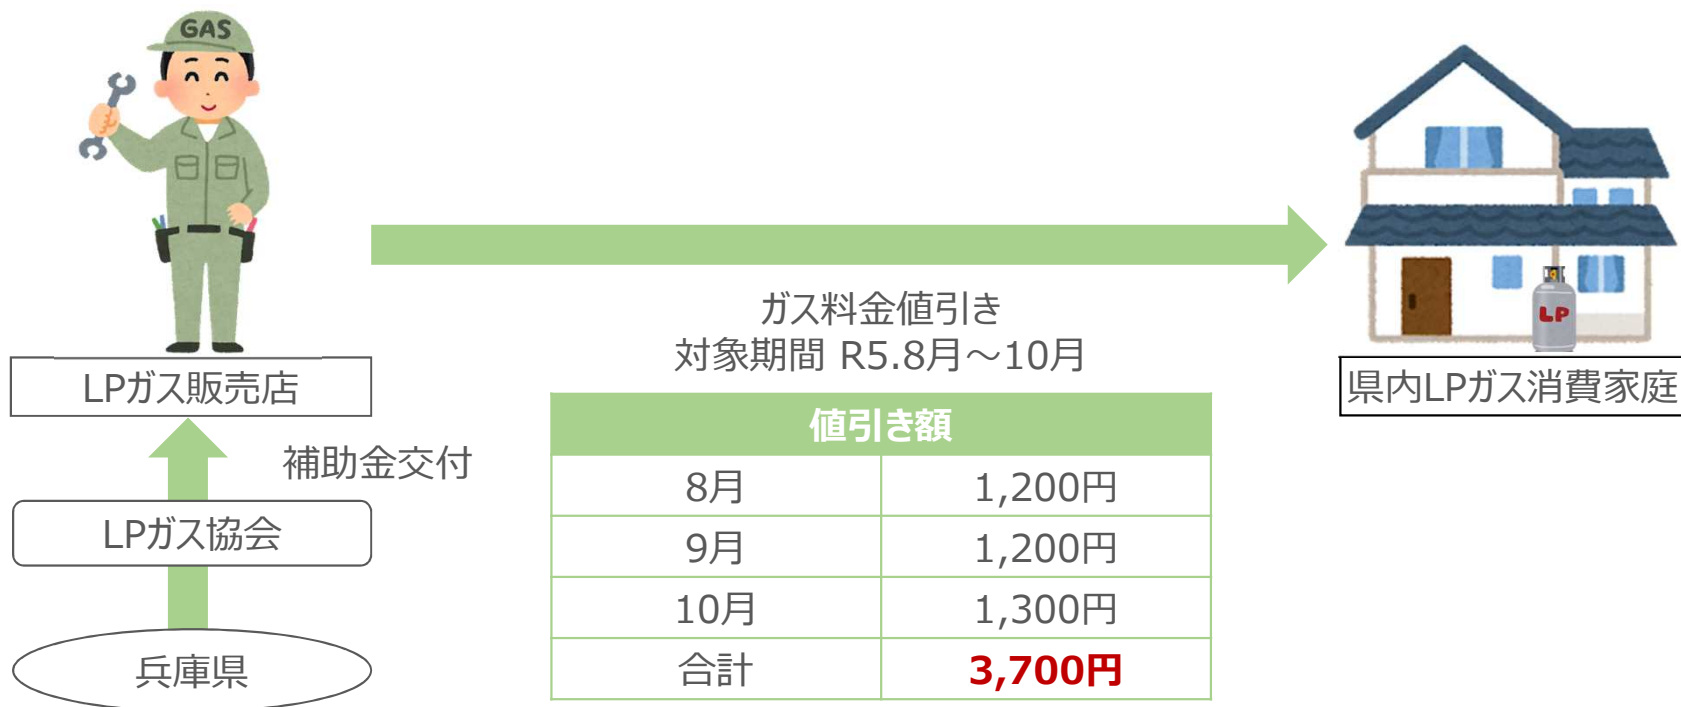 GAS
LPガス販売店
補助金交付
LPガス協会
兵庫県
ガス料金値引き
対象期間 R5.8月～10月
値引き額
8月 1,200円
9月 1,200円
10月 1,300円
合計 3,700円
LP
県内LPガス消費家庭